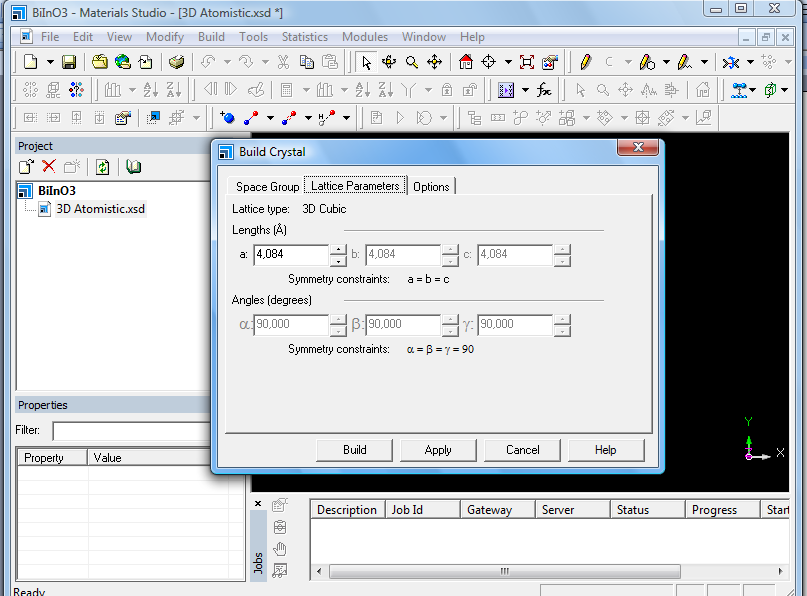 BiInO3 - Materials Studio - [3D Atomistic.xsd *]
File Edit View Modify Build Tools Statistics Modules Window Help
Project
BiInO3
3D Atomistic.xsd
Build Crystal
Space Group Lattice Parameters Options
Lattice type: 3D Cubic
Lengths (Å)
a: 4,084 b: 4,084 c: 4,084
Symmetry constraints: a = b = c
Angles (degrees)
α: 90,000 β: 90,000 γ: 90,000
Symmetry constraints: α = β = γ = 90
Build Apply Cancel Help
Properties
Filter:
Property Value
Y
X
Jobs
Description Job Id Gateway Server Status Progress Start
Ready